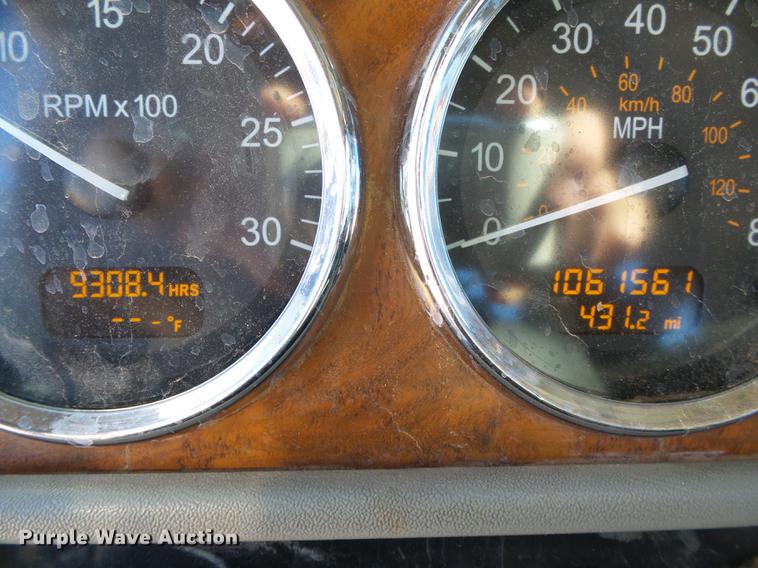 10 15 20 25 30
RPM x 100
9308.4 HRS
-- - °F
0 10 20 30 40 50
20 40 60 80 100 120
km/h
MPH
1061561
431.2 mi
Purple Wave Auction